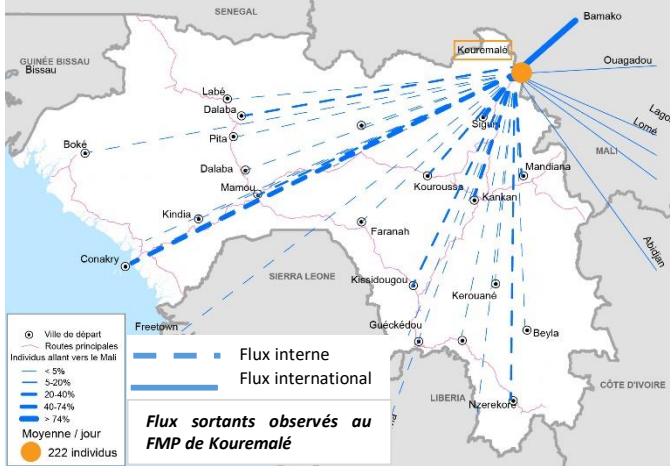 SENEGAL
Bamako
Kouremalé
GUINÉE BISSAU
Bissau
Ouagadou
Labé
Dalaba
Lago
Lomé
Siguiri
Pita
Boké
MALI
Dalaba
Mandiana
Mamou
Kouroussa
Kankan
Kindia
Faranah
Abidjan
Conakry
SIERRA LEONE
Kissidougou
Kerouané
Freetown
Guéckédou
Beyla
CÔTE D'IVOIRE
LIBERIA
Nzerekore
Ville de départ
Routes principales
Individus allant vers le Mali
< 5%
5-20%
20-40%
40-74%
> 74%
Moyenne / jour
222 individus
Flux interne
Flux international
Flux sortants observés au
FMP de Kouremalé